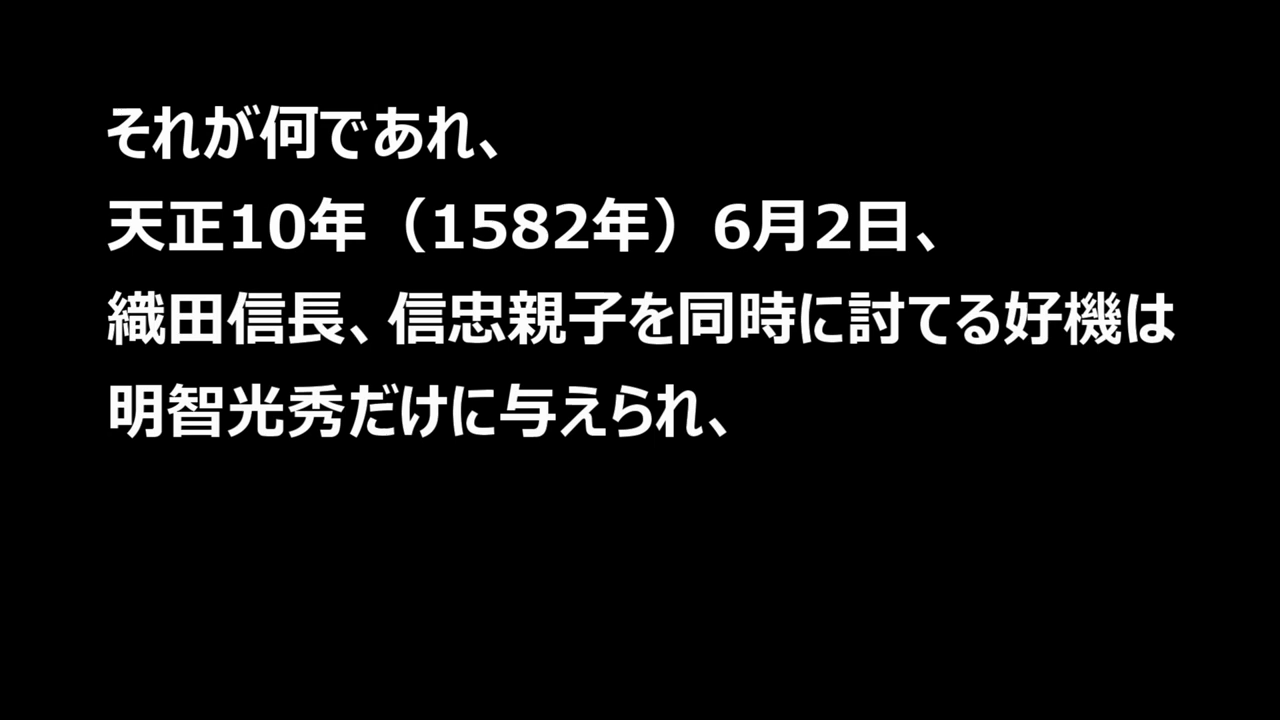 それが何であれ、
天正10年（1582年）6月2日、
織田信長、信忠親子を同時に討てる好機は
明智光秀だけに与えられ、